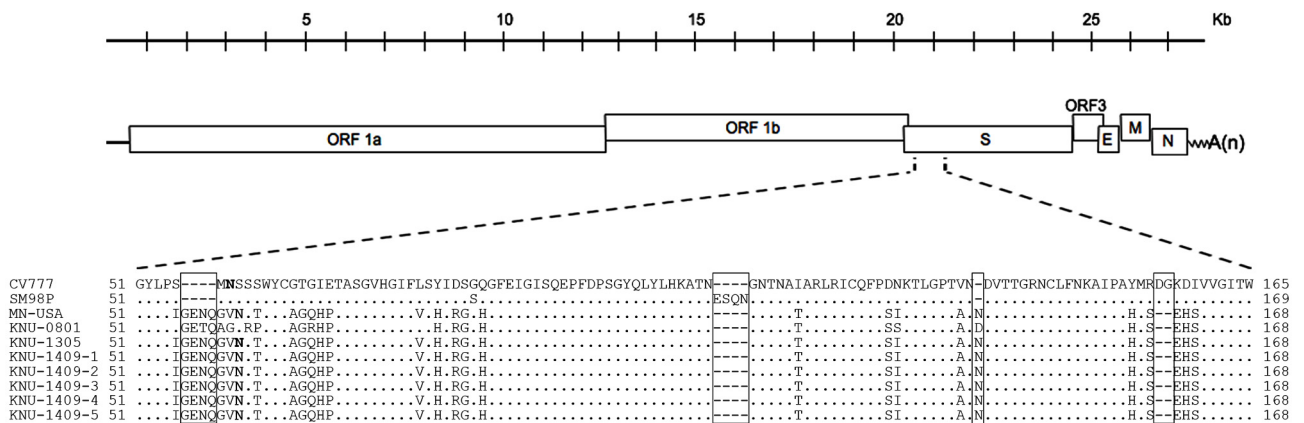 5 10 15 20 25 Kb
ORF 1a ORF 1b S ORF3 E M N A(n)
CV777 51 GYLPS----MNSSSWYCGTGIETASGVHGIFLSYIDSGQGFEIGISQEPFDPSGYQLYLHKATN----GNTNAIARLRICQFPDNKTLGPTVN-DVTTGRNCLFNKAIPAYMRDGKDIVVGITW 165
SM98P 51 .....----............................S..........................ESQN.........................-.............................. 169
MN-USA 51 ....IGENQGVN.T...AGQHP.........V.H.RG.H.........................----.....T.........SI......A.N................H.S--EHS...... 168
KNU-0801 51 .....GETQAG.RP...AGRHP.........V.H.RG.H.........................----.....T.........SS......A.D................H.S--EHS...... 168
KNU-1305 51 ....IGENQGVN.T...AGQHP.........V.H.RG.H.........................----.....T.........SI......A.N................H.S--EHS...... 168
KNU-1409-1 51 ....IGENQGVN.T...AGQHP.........V.H.RG.H.........................----.....T.........SI......A.N................H.S--EHS...... 168
KNU-1409-2 51 ....IGENQGVN.T...AGQHP.........V.H.RG.H.........................----.....T.........SI......A.N................H.S--EHS...... 168
KNU-1409-3 51 ....IGENQGVN.T...AGQHP.........V.H.RG.H.........................----.....T.........SI......A.N................H.S--EHS...... 168
KNU-1409-4 51 ....IGENQGVN.T...AGQHP.........V.H.RG.H.........................----.....T.........SI......A.N................H.S--EHS...... 168
KNU-1409-5 51 ....IGENQGVN.T...AGQHP.........V.H.RG.H.........................----.....T.........SI......A.N................H.S--EHS...... 168